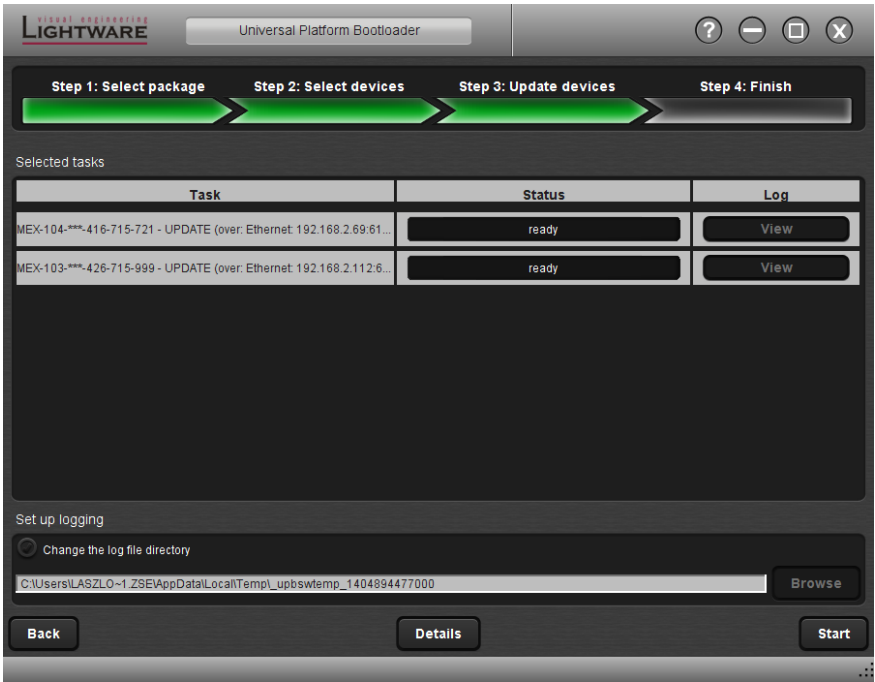 visual engineering
LIGHTWARE
Universal Platform Bootloader
?
X
Step 1: Select package
Step 2: Select devices
Step 3: Update devices
Step 4: Finish
Selected tasks
Task Status Log
MEX-104-***-416-715-721 - UPDATE (over: Ethernet: 192.168.2.69:61... ready View
MEX-103-***-426-715-999 - UPDATE (over: Ethernet: 192.168.2.112:6... ready View
Set up logging
Change the log file directory
C:\Users\LASZLO~1.ZSE\AppData\Local\Temp\_upbswtemp_1404894477000 Browse
Back Details Start